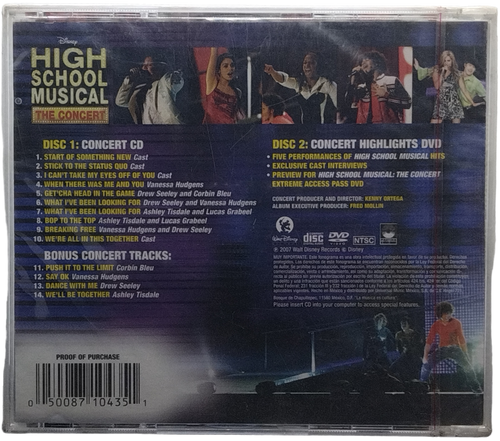 Disney
HIGH
SCHOOL
MUSICAL
THE CONCERT
DISC 1: CONCERT CD
1. START OF SOMETHING NEW Cast
2. STICK TO THE STATUS QUO Cast
3. I CAN'T TAKE MY EYES OFF OF YOU Cast
4. WHEN THERE WAS ME AND YOU Vanessa Hudgens
5. GET'CHA HEAD IN THE GAME Drew Seeley and Corbin Bleu
6. WHAT I'VE BEEN LOOKING FOR Drew Seeley and Vanessa Hudgens
7. WHAT I'VE BEEN LOOKING FOR Ashley Tisdale and Lucas Grabeel
8. BOP TO THE TOP Ashley Tisdale and Lucas Grabeel
9. BREAKING FREE Vanessa Hudgens and Drew Seeley
10. WE'RE ALL IN THIS TOGETHER Cast
BONUS CONCERT TRACKS:
11. PUSH IT TO THE LIMIT Corbin Bleu
12. SAY OK Vanessa Hudgens
13. DANCE WITH ME Drew Seeley
14. WE'LL BE TOGETHER Ashley Tisdale
DISC 2: CONCERT HIGHLIGHTS DVD
• FIVE PERFORMANCES OF HIGH SCHOOL MUSICAL HITS
• EXCLUSIVE CAST INTERVIEWS
• PREVIEW FOR HIGH SCHOOL MUSICAL: THE CONCERT
EXTREME ACCESS PASS DVD
CONCERT PRODUCER AND DIRECTOR: KENNY ORTEGA
ALBUM EXECUTIVE PRODUCER: FRED MOLLIN
WALT DISNEY
disc
DVD
NTSC
℗ 2007 Walt Disney Records ©Disney
Please insert CD into your computer to access special features.
PROOF OF PURCHASE
0 50087 10435 1